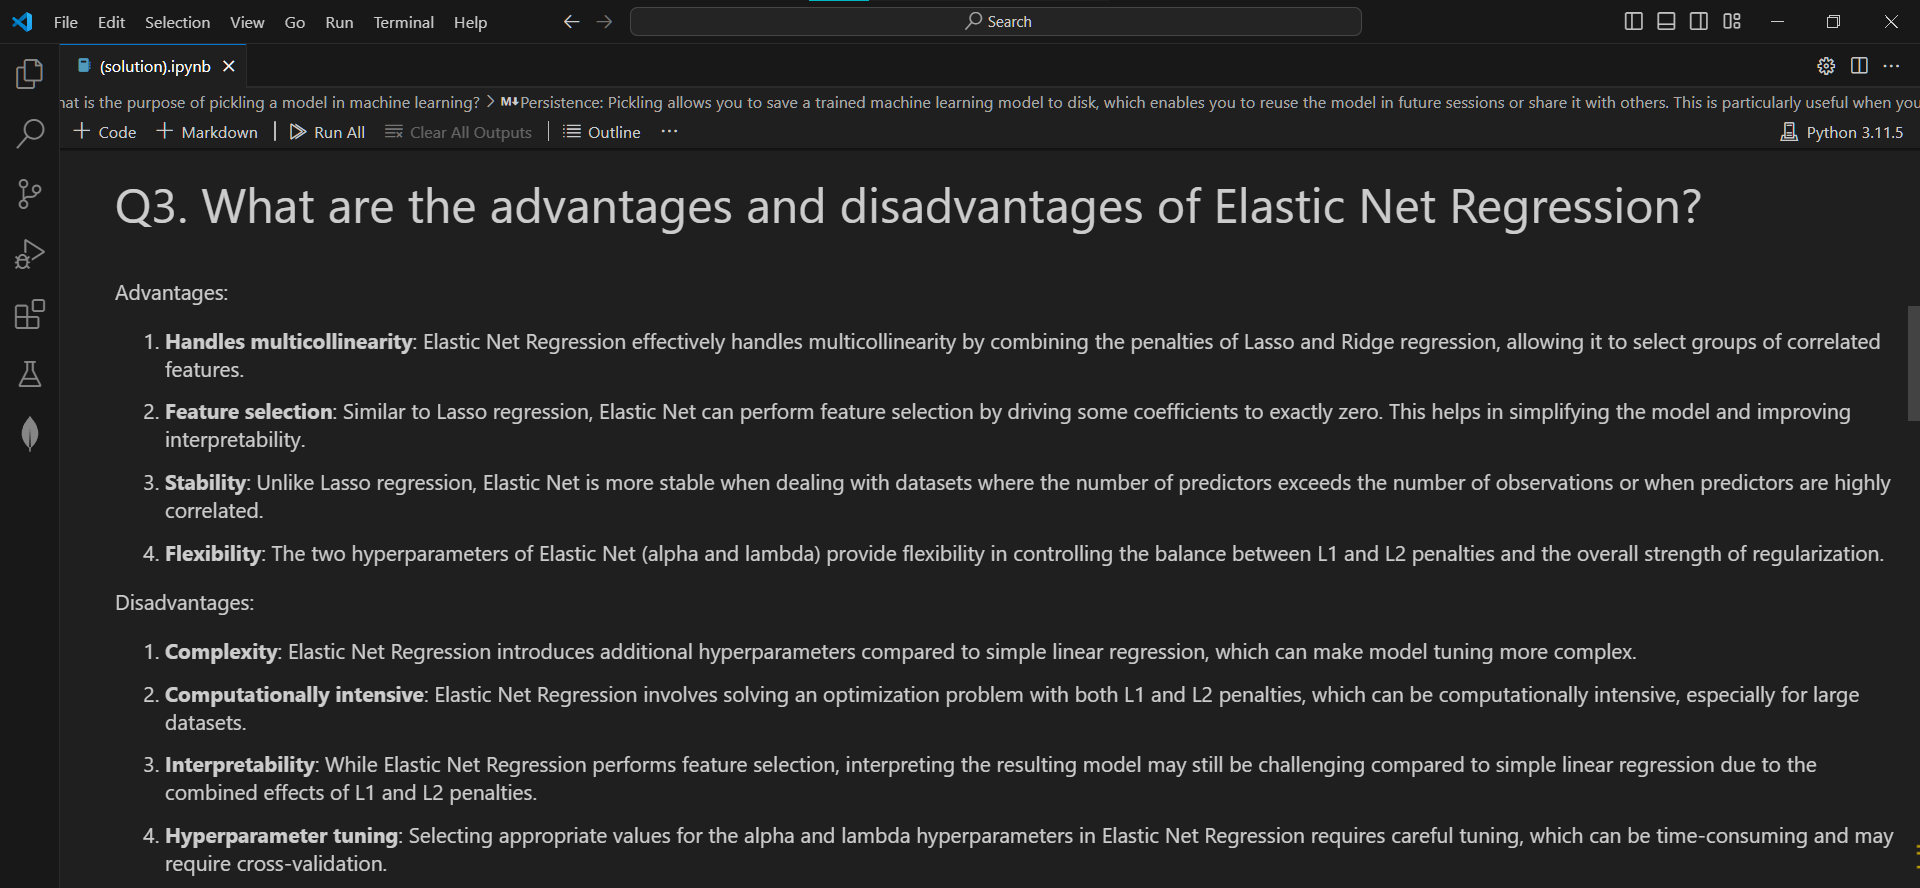 File Edit Selection View Go Run Terminal Help
Search
(solution).ipynb
hat is the purpose of pickling a model in machine learning? > M Persistence: Pickling allows you to save a trained machine learning model to disk, which enables you to reuse the model in future sessions or share it with others. This is particularly useful when you
+ Code + Markdown | Run All Clear All Outputs | Outline ...
Python 3.11.5
Q3. What are the advantages and disadvantages of Elastic Net Regression?
Advantages:
1. Handles multicollinearity: Elastic Net Regression effectively handles multicollinearity by combining the penalties of Lasso and Ridge regression, allowing it to select groups of correlated
features.
2. Feature selection: Similar to Lasso regression, Elastic Net can perform feature selection by driving some coefficients to exactly zero. This helps in simplifying the model and improving
interpretability.
3. Stability: Unlike Lasso regression, Elastic Net is more stable when dealing with datasets where the number of predictors exceeds the number of observations or when predictors are highly
correlated.
4. Flexibility: The two hyperparameters of Elastic Net (alpha and lambda) provide flexibility in controlling the balance between L1 and L2 penalties and the overall strength of regularization.
Disadvantages:
1. Complexity: Elastic Net Regression introduces additional hyperparameters compared to simple linear regression, which can make model tuning more complex.
2. Computationally intensive: Elastic Net Regression involves solving an optimization problem with both L1 and L2 penalties, which can be computationally intensive, especially for large
datasets.
3. Interpretability: While Elastic Net Regression performs feature selection, interpreting the resulting model may still be challenging compared to simple linear regression due to the
combined effects of L1 and L2 penalties.
4. Hyperparameter tuning: Selecting appropriate values for the alpha and lambda hyperparameters in Elastic Net Regression requires careful tuning, which can be time-consuming and may
require cross-validation.